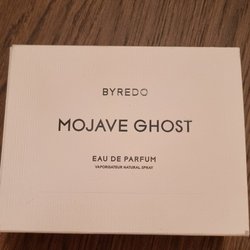 BYREDO
MOJAVE GHOST
EAU DE PARFUM
VAPORISATEUR NATURAL SPRAY